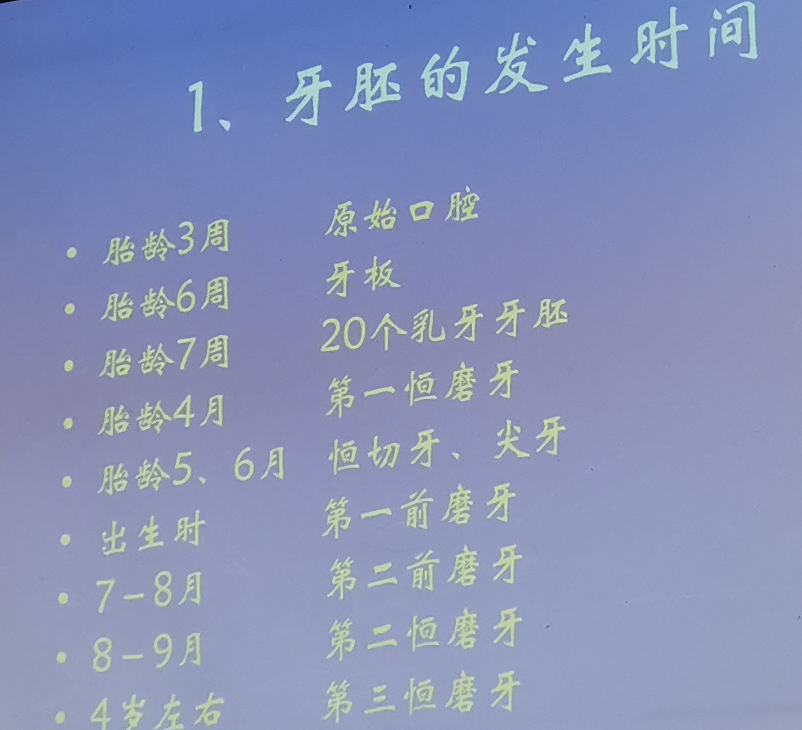 1、牙胚的发生时间
• 胎龄3周 原始口腔
• 胎龄6周 牙板
• 胎龄7周 20个乳牙牙胚
• 胎龄4月 第一恒磨牙
• 胎龄5、6月 恒切牙、尖牙
• 出生时 第一前磨牙
• 7-8月 第二前磨牙
• 8-9月 第二恒磨牙
• 4岁左右 第三恒磨牙